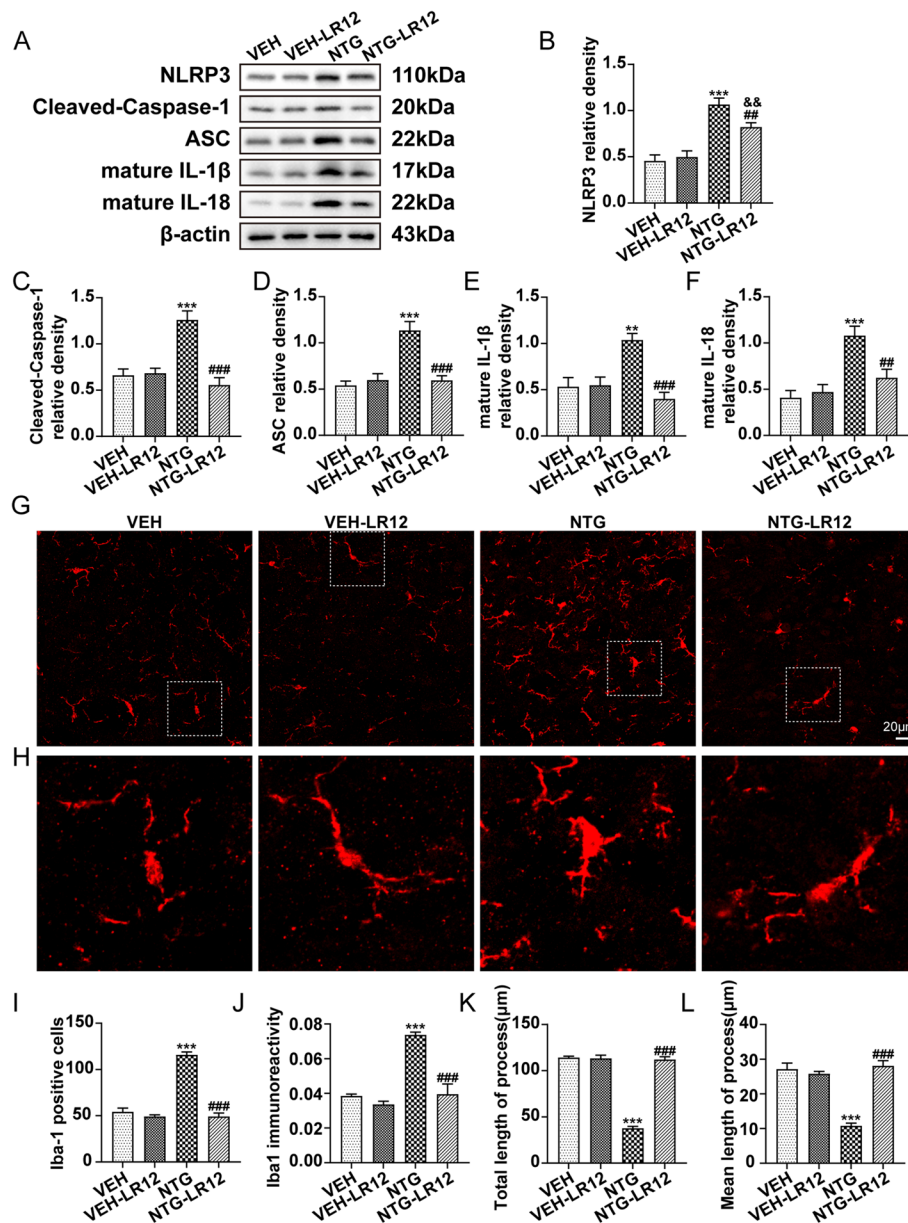 A
VEH
VEH-LR12
NTG
NTG-LR12
NLRP3
110kDa
Cleaved-Caspase-1
20kDa
ASC
22kDa
mature IL-1β
17kDa
mature IL-18
22kDa
β-actin
43kDa
B
NLRP3 relative density
1.5
1.0
0.5
0.0
***
&&
##
VEH
VEH-LR12
NTG
NTG-LR12
C
Cleaved-Caspase-1
relative density
1.5
1.0
0.5
0.0
***
###
VEH
VEH-LR12
NTG
NTG-LR12
D
ASC relative density
1.5
1.0
0.5
0.0
***
###
VEH
VEH-LR12
NTG
NTG-LR12
E
mature IL-1β
relative density
1.5
1.0
0.5
0.0
**
###
VEH
VEH-LR12
NTG
NTG-LR12
F
mature IL-18
relative density
1.5
1.0
0.5
0.0
***
##
VEH
VEH-LR12
NTG
NTG-LR12
G
VEH
VEH-LR12
NTG
NTG-LR12
20μm
H
I
Iba-1 positive cells
150
100
50
0
***
###
VEH
VEH-LR12
NTG
NTG-LR12
J
Iba1 immunoreactivity
0.08
0.06
0.04
0.02
0.00
***
###
VEH
VEH-LR12
NTG
NTG-LR12
K
Total length of process(μm)
150
100
50
0
***
###
VEH
VEH-LR12
NTG
NTG-LR12
L
Mean length of process(μm)
40
30
20
10
0
***
###
VEH
VEH-LR12
NTG
NTG-LR12